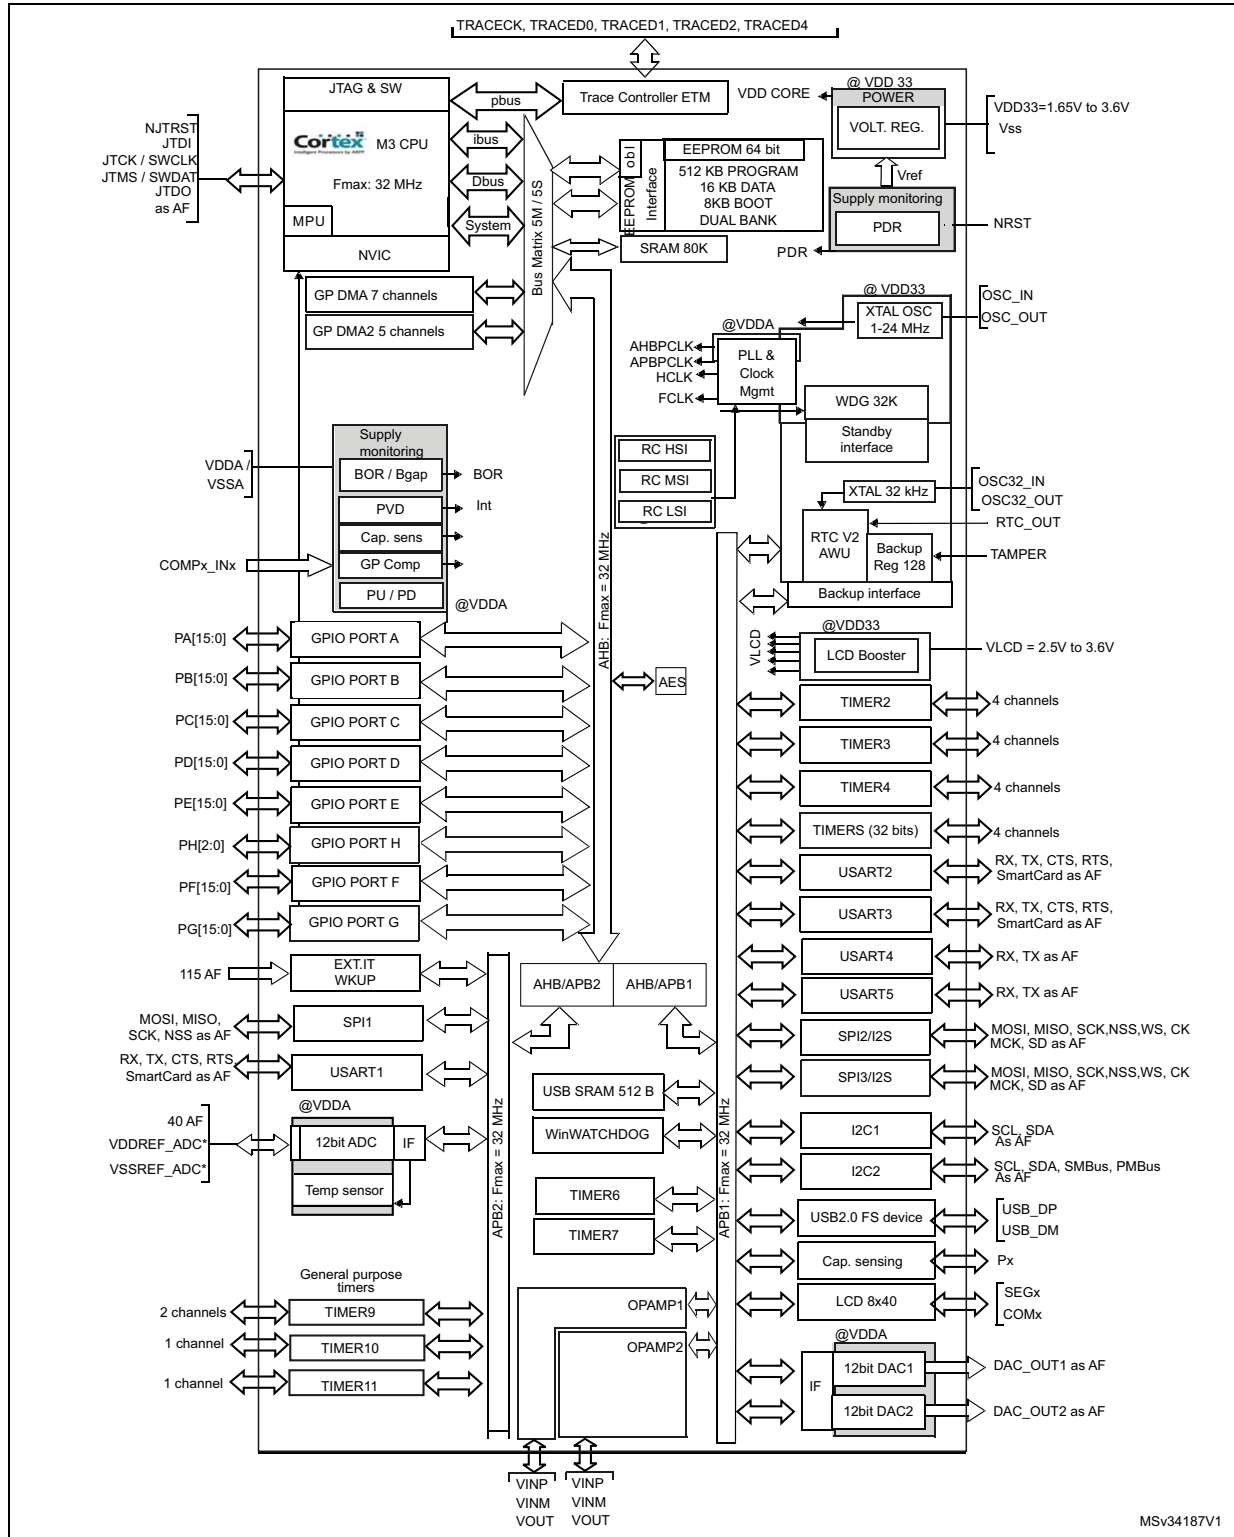 TRACECK, TRACED0, TRACED1, TRACED2, TRACED4
JTAG & SW
pbus
Trace Controller ETM
VDD CORE
@ VDD 33
POWER
VOLT. REG.
VDD33=1.65V to 3.6V
Vss
NJTRST
JTDI
JTCK / SWCLK
JTMS / SWDAT
JTDO
as AF
Cortex
Intelligent Processors by ARM
M3 CPU
Fmax: 32 MHz
MPU
NVIC
ibus
Dbus
System
Bus Matrix 5M / 5S
EEPROM obl
Interface
EEPROM 64 bit
512 KB PROGRAM
16 KB DATA
8KB BOOT
DUAL BANK
SRAM 80K
Vref
Supply monitoring
PDR
PDR
NRST
GP DMA 7 channels
GP DMA2 5 channels
@ VDD33
XTAL OSC
1-24 MHz
OSC_IN
OSC_OUT
@VDDA
AHBPCLK
APBPCLK
HCLK
FCLK
PLL &
Clock
Mgmt
WDG 32K
Standby
interface
RC HSI
RC MSI
RC LSI
XTAL 32 kHz
OSC32_IN
OSC32_OUT
RTC V2
AWU
RTC_OUT
Backup
Reg 128
TAMPER
Backup interface
Supply
monitoring
VDDA /
VSSA
BOR / Bgap
BOR
PVD
Int
Cap. sens
COMPx_INx
GP Comp
PU / PD
@VDDA
AHB: Fmax = 32 MHz
PA[15:0]
GPIO PORT A
PB[15:0]
GPIO PORT B
PC[15:0]
GPIO PORT C
PD[15:0]
GPIO PORT D
PE[15:0]
GPIO PORT E
PH[2:0]
GPIO PORT H
PF[15:0]
GPIO PORT F
PG[15:0]
GPIO PORT G
AES
@VDD33
VLCD
LCD Booster
VLCD = 2.5V to 3.6V
TIMER2
4 channels
TIMER3
4 channels
TIMER4
4 channels
TIMERS (32 bits)
4 channels
USART2
RX, TX, CTS, RTS,
SmartCard as AF
USART3
RX, TX, CTS, RTS,
SmartCard as AF
USART4
RX, TX as AF
USART5
RX, TX as AF
SPI2/I2S
MOSI, MISO, SCK,NSS,WS, CK
MCK, SD as AF
SPI3/I2S
MOSI, MISO, SCK,NSS,WS, CK
MCK, SD as AF
I2C1
SCL, SDA
As AF
I2C2
SCL, SDA, SMBus, PMBus
As AF
USB2.0 FS device
USB_DP
USB_DM
Cap. sensing
Px
LCD 8x40
SEGx
COMx
@VDDA
IF
12bit DAC1
DAC_OUT1 as AF
12bit DAC2
DAC_OUT2 as AF
115 AF
EXT.IT
WKUP
AHB/APB2
AHB/APB1
MOSI, MISO,
SCK, NSS as AF
SPI1
RX, TX, CTS, RTS,
SmartCard as AF
USART1
@VDDA
40 AF
VDDREF_ADC*
VSSREF_ADC*
12bit ADC
IF
Temp sensor
APB2: Fmax = 32 MHz
APB1: Fmax = 32 MHz
USB SRAM 512 B
WinWATCHDOG
TIMER6
TIMER7
General purpose
timers
2 channels
TIMER9
1 channel
TIMER10
1 channel
TIMER11
OPAMP1
OPAMP2
VINP
VINM
VOUT
VINP
VINM
VOUT
MSv34187V1